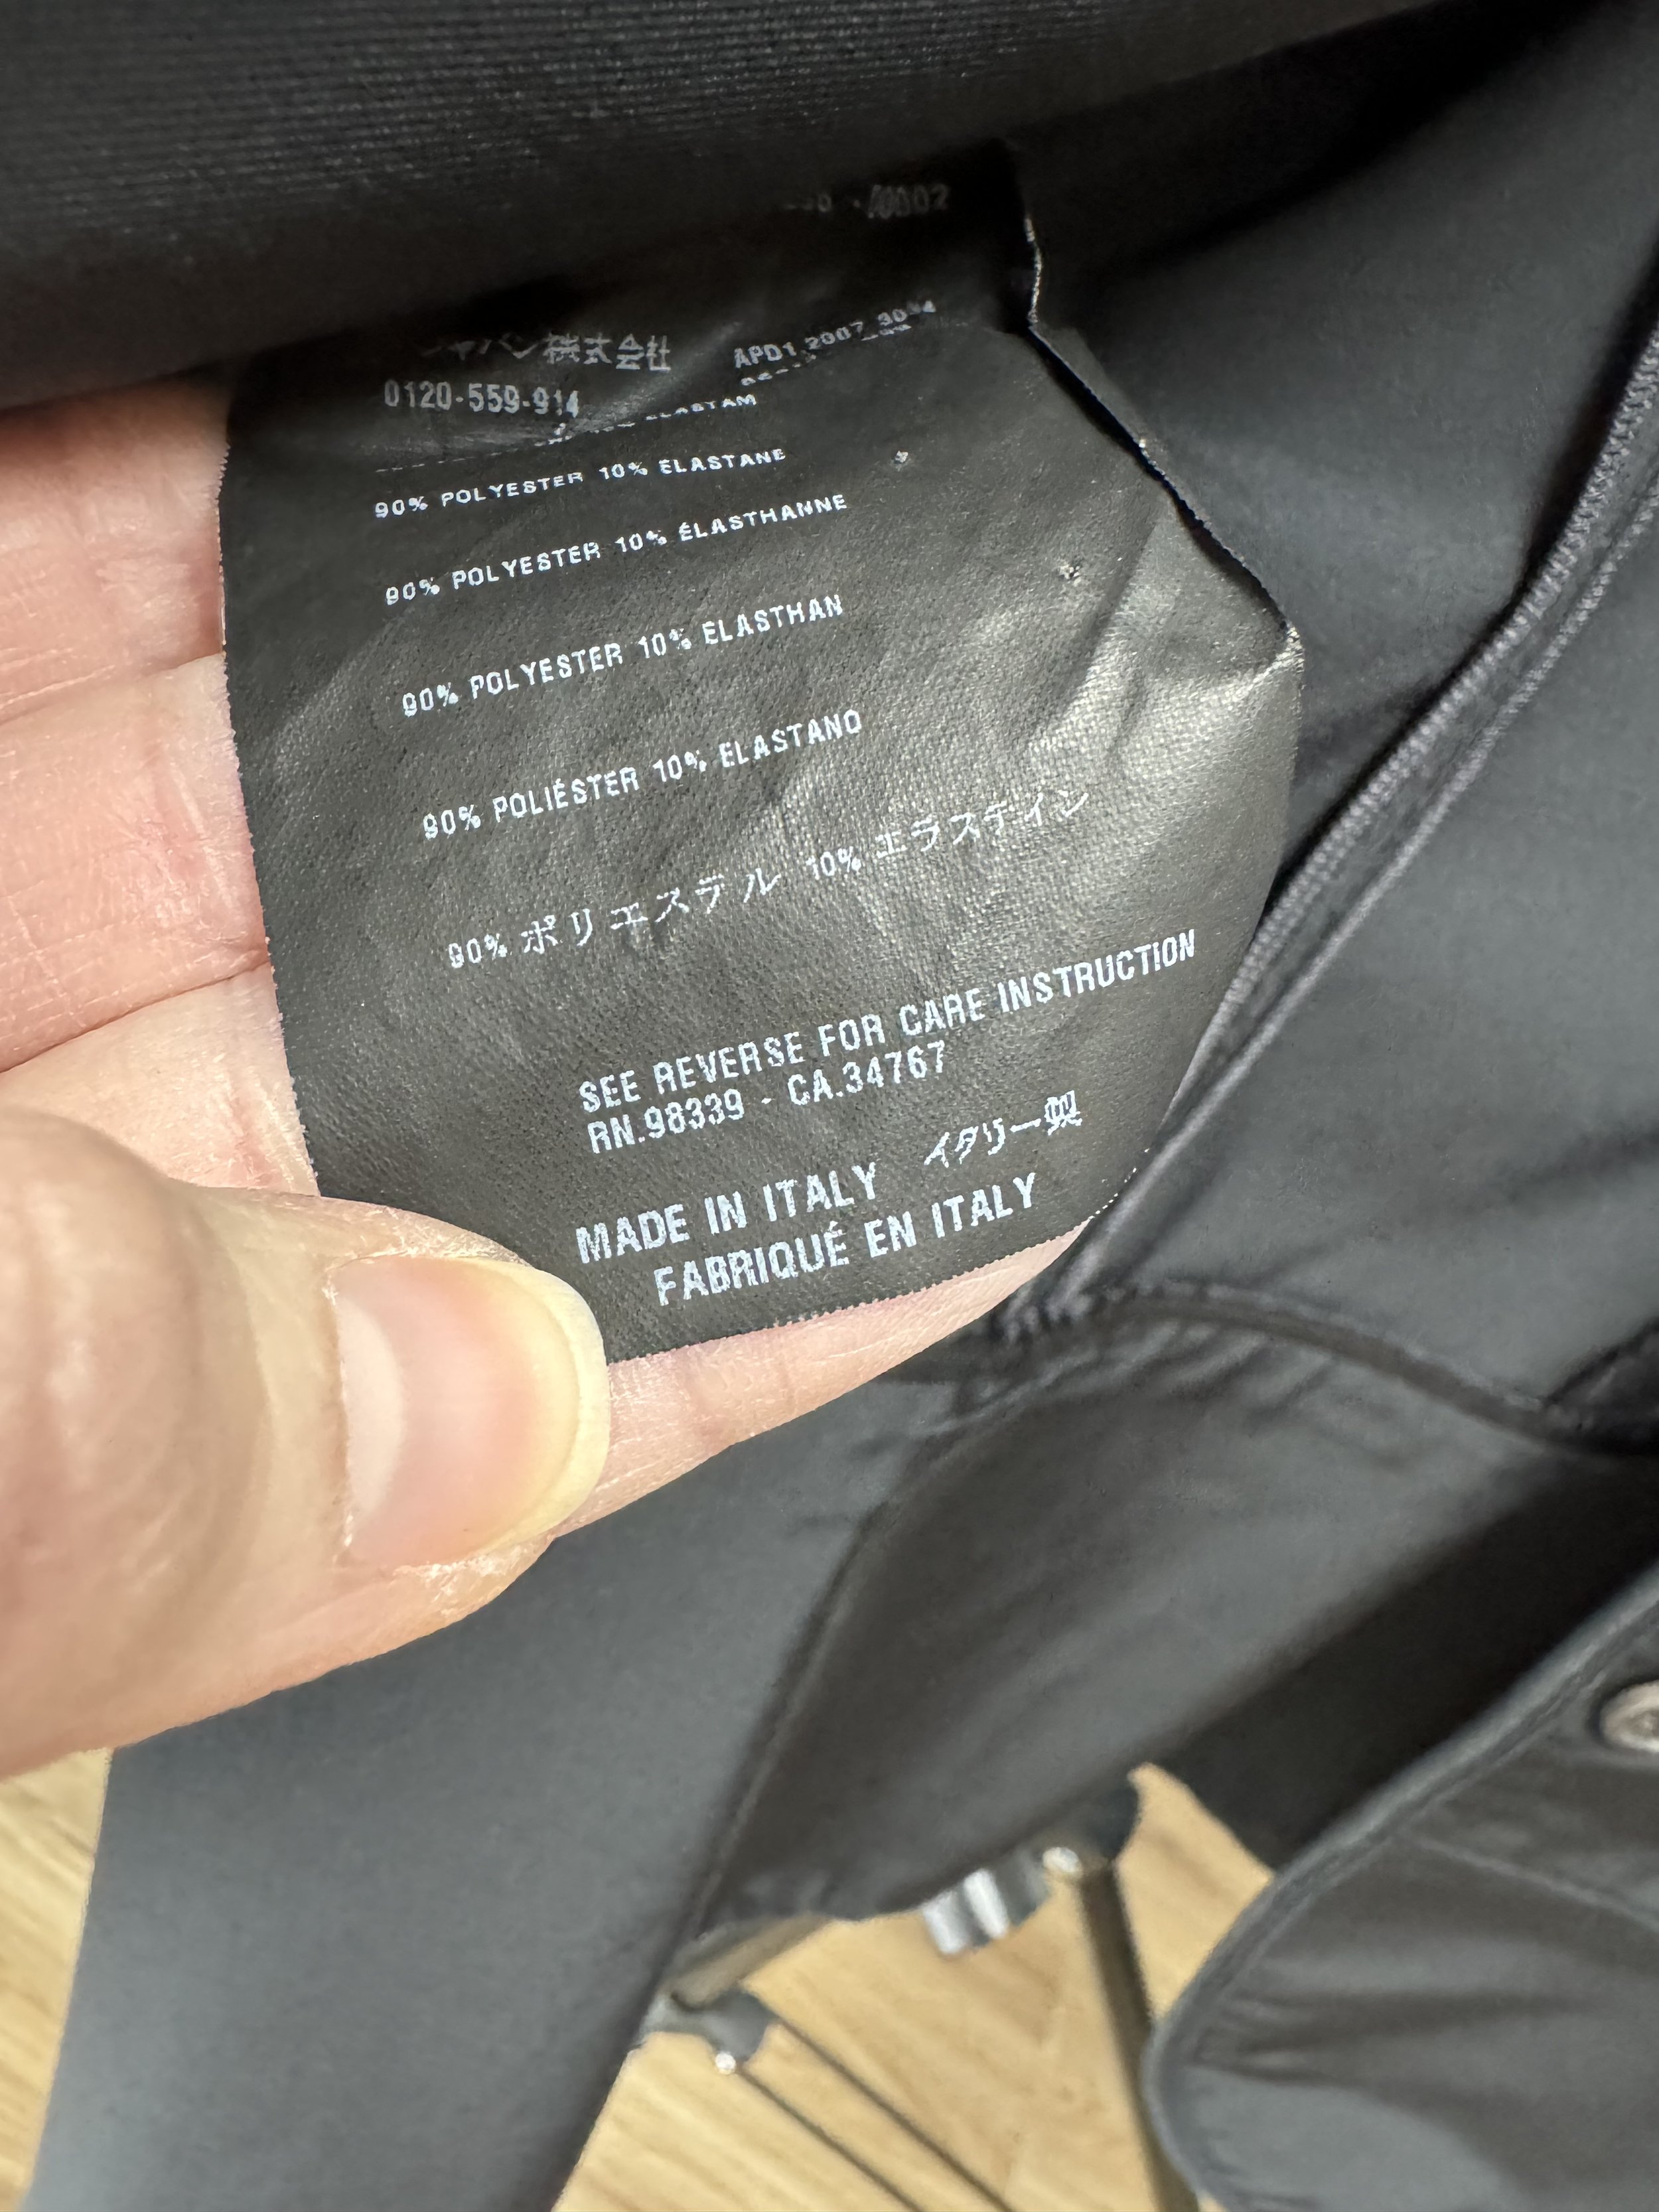 ジャパン株式会社
0120-559-914
90% POLYESTER 10% ELASTANE
90% POLYESTER 10% ÉLASTHANNE
90% POLYESTER 10% ELASTHAN
90% POLIÉSTER 10% ELASTANO
90% ポリエステル 10% エラステイン
SEE REVERSE FOR CARE INSTRUCTION
RN.98339 - CA.34767
MADE IN ITALY イタリー製
FABRIQUÉ EN ITALY